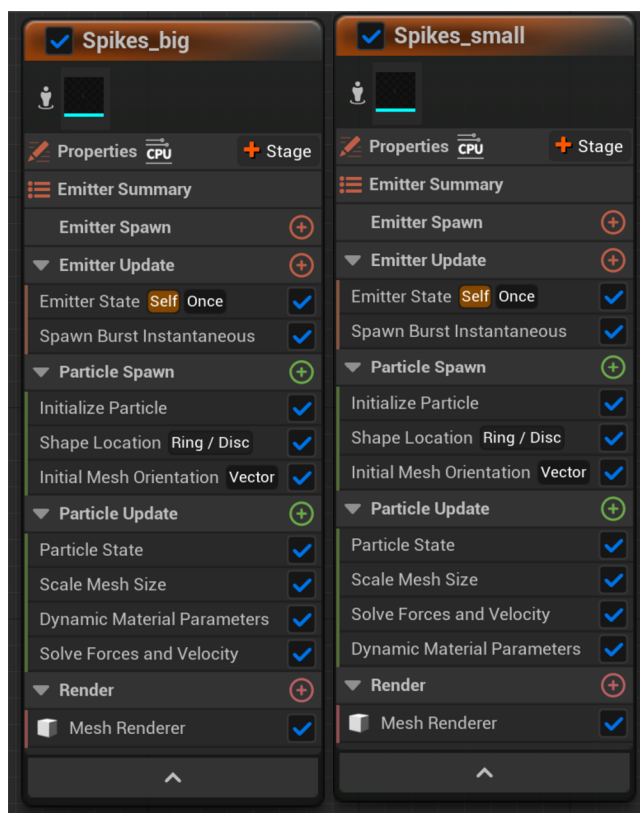 Spikes_big
Properties CPU + Stage
Emitter Summary
Emitter Spawn
Emitter Update
Emitter State Self Once
Spawn Burst Instantaneous
Particle Spawn
Initialize Particle
Shape Location Ring / Disc
Initial Mesh Orientation Vector
Particle Update
Particle State
Scale Mesh Size
Dynamic Material Parameters
Solve Forces and Velocity
Render
Mesh Renderer
Spikes_small
Properties CPU + Stage
Emitter Summary
Emitter Spawn
Emitter Update
Emitter State Self Once
Spawn Burst Instantaneous
Particle Spawn
Initialize Particle
Shape Location Ring / Disc
Initial Mesh Orientation Vector
Particle Update
Particle State
Scale Mesh Size
Solve Forces and Velocity
Dynamic Material Parameters
Render
Mesh Renderer